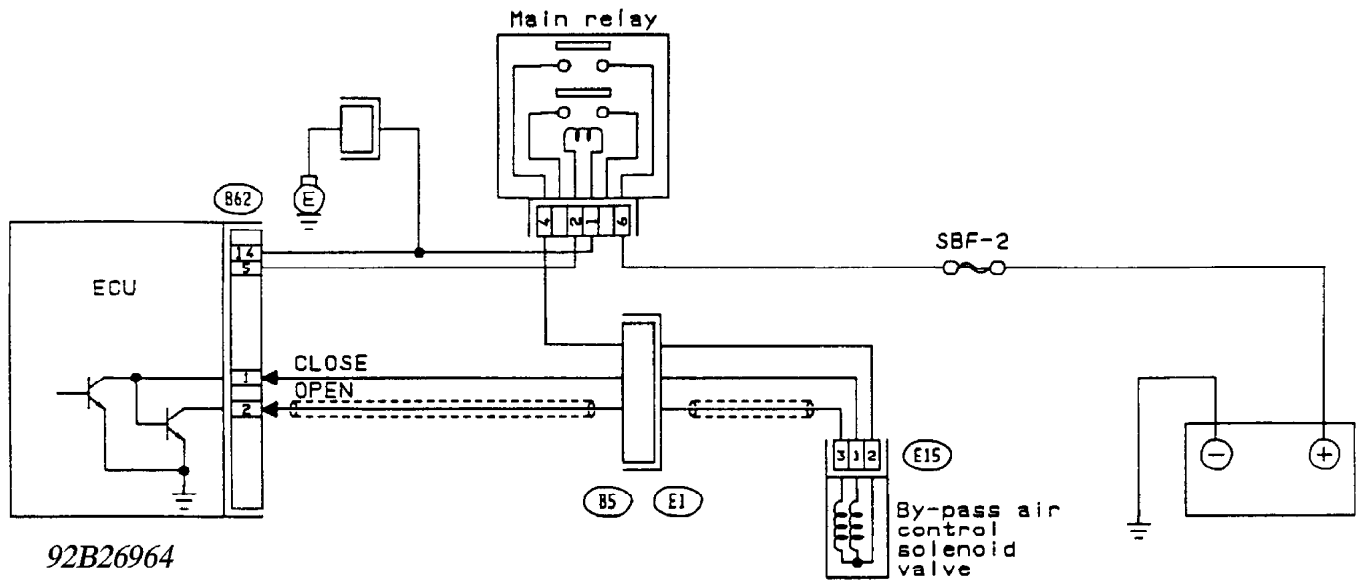 Main relay
B62
E
4 2 1 6
SBF-2
14
5
ECU
CLOSE
1
OPEN
2
3 1 2
E15
B5 E1
- +
By-pass air
control
solenoid
valve
92B26964